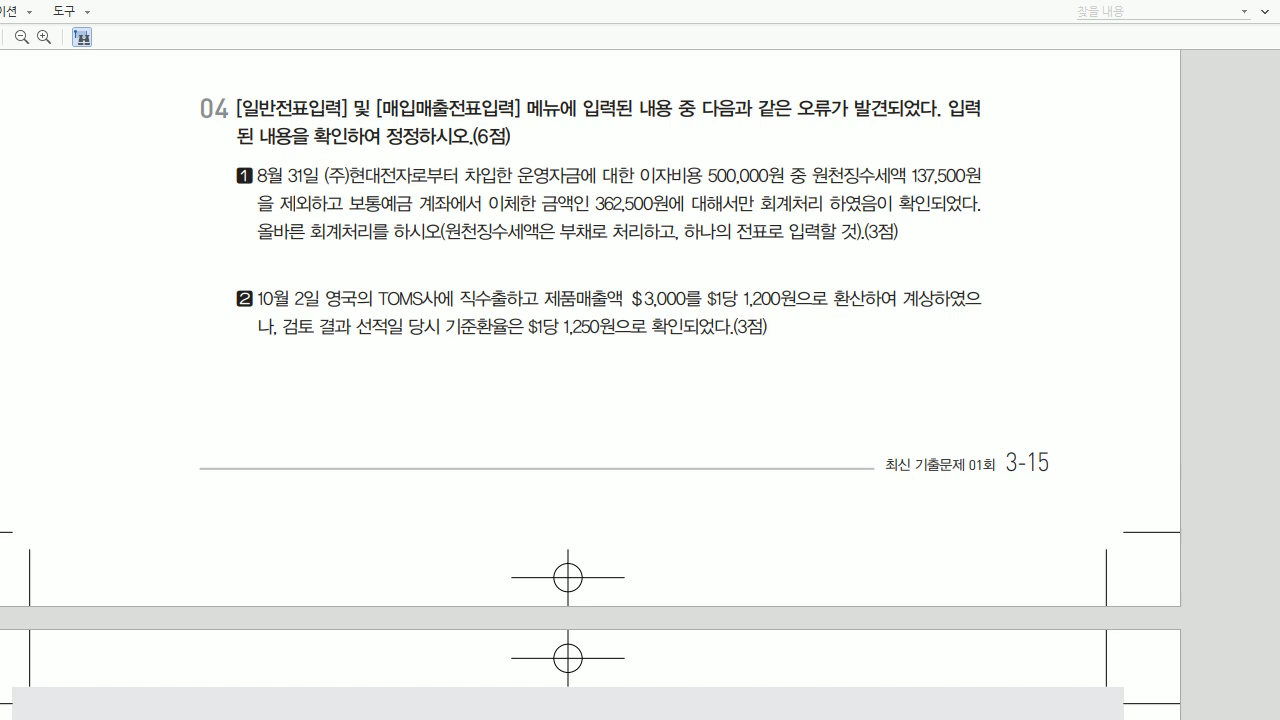 이션 도구 찾을 내용
04 [일반전표입력] 및 [매입매출전표입력] 메뉴에 입력된 내용 중 다음과 같은 오류가 발견되었다. 입력
된 내용을 확인하여 정정하시오.(6점)
1 8월 31일 (주)현대전자로부터 차입한 운영자금에 대한 이자비용 500,000원 중 원천징수세액 137,500원
을 제외하고 보통예금 계좌에서 이체한 금액인 362,500원에 대해서만 회계처리 하였음이 확인되었다.
올바른 회계처리를 하시오(원천징수세액은 부채로 처리하고, 하나의 전표로 입력할 것).(3점)
2 10월 2일 영국의 TOMS사에 직수출하고 제품매출액 $3,000를 $1당 1,200원으로 환산하여 계상하였으
나, 검토 결과 선적일 당시 기준환율은 $1당 1,250원으로 확인되었다.(3점)
최신 기출문제 01회 3-15